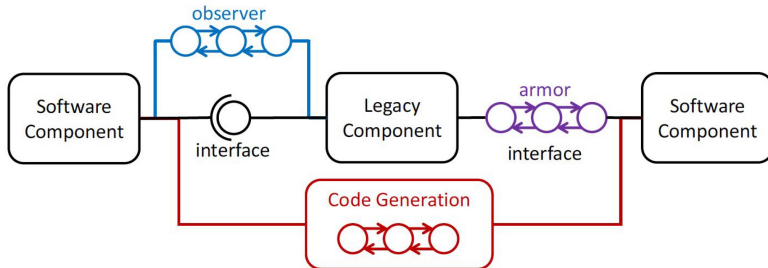 observer
Software
Component
interface
Legacy
Component
armor
interface
Software
Component
Code Generation